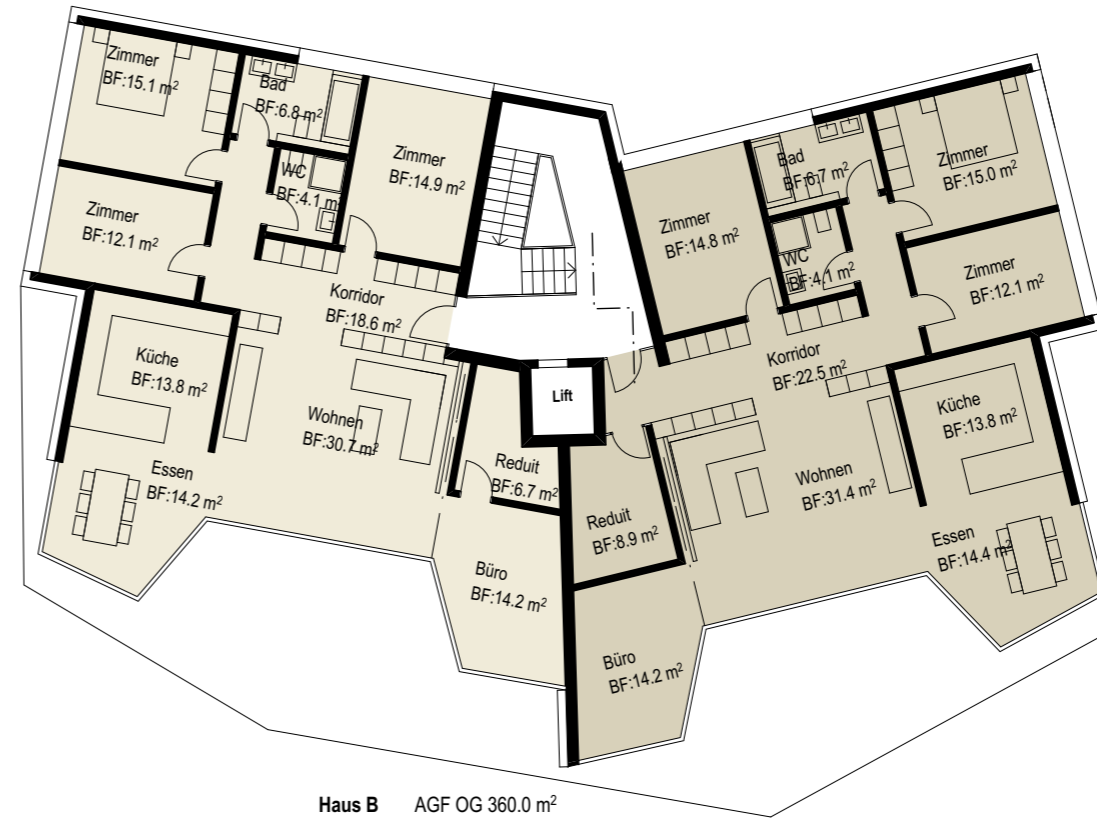 Zimmer
BF:15.1 m²
Bad
BF:6.8 m²
Zimmer
BF:14.9 m²
WC
BF:4.1 m²
Zimmer
BF:12.1 m²
Korridor
BF:18.6 m²
Küche
BF:13.8 m²
Wohnen
BF:30.7 m²
Essen
BF:14.2 m²
Reduit
BF:6.7 m²
Büro
BF:14.2 m²
Lift
Zimmer
BF:14.8 m²
Bad
BF:6.7 m²
Zimmer
BF:15.0 m²
WC
BF:4.1 m²
Zimmer
BF:12.1 m²
Korridor
BF:22.5 m²
Küche
BF:13.8 m²
Wohnen
BF:31.4 m²
Reduit
BF:8.9 m²
Essen
BF:14.4 m²
Büro
BF:14.2 m²
Haus B AGF OG 360.0 m²